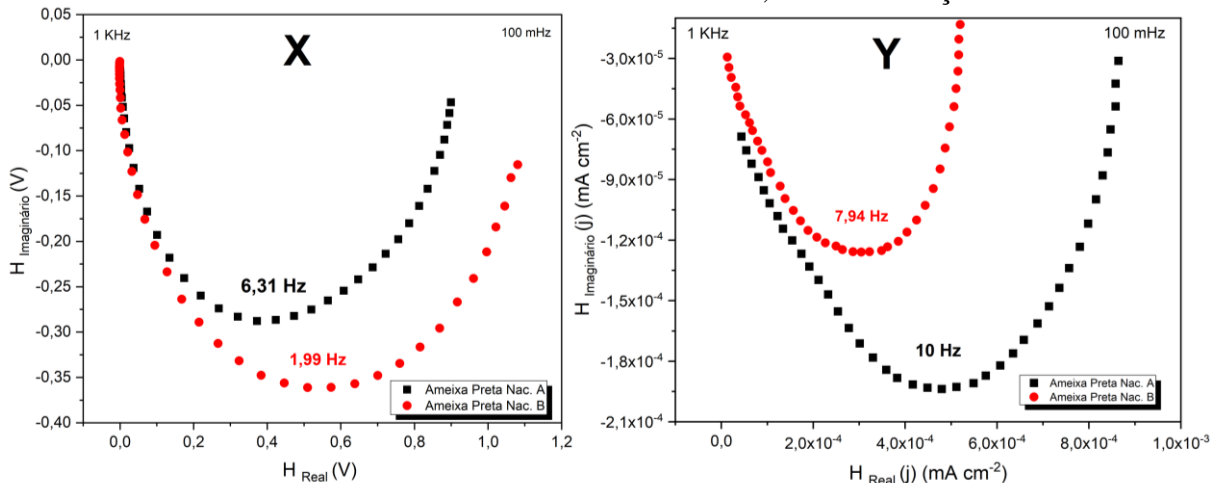 1 KHz
X
100 mHz
0,00
-0,05
-0,10
-0,15
-0,20
-0,25
-0,30
-0,35
-0,40
H Imaginário (V)
6,31 Hz
1,99 Hz
Ameixa Preta Nac. A
Ameixa Preta Nac. B
0,0 0,2 0,4 0,6 0,8 1,0 1,2
H Real (V)
1 KHz
Y
100 mHz
-3,0x10⁻⁵
-6,0x10⁻⁵
-9,0x10⁻⁵
-1,2x10⁻⁴
-1,5x10⁻⁴
-1,8x10⁻⁴
-2,1x10⁻⁴
H Imaginário (j) (mA cm⁻²)
7,94 Hz
10 Hz
Ameixa Preta Nac. A
Ameixa Preta Nac. B
0,0 2,0x10⁻⁴ 4,0x10⁻⁴ 6,0x10⁻⁴ 8,0x10⁻⁴ 1,0x10⁻³
H Real (j) (mA cm⁻²)